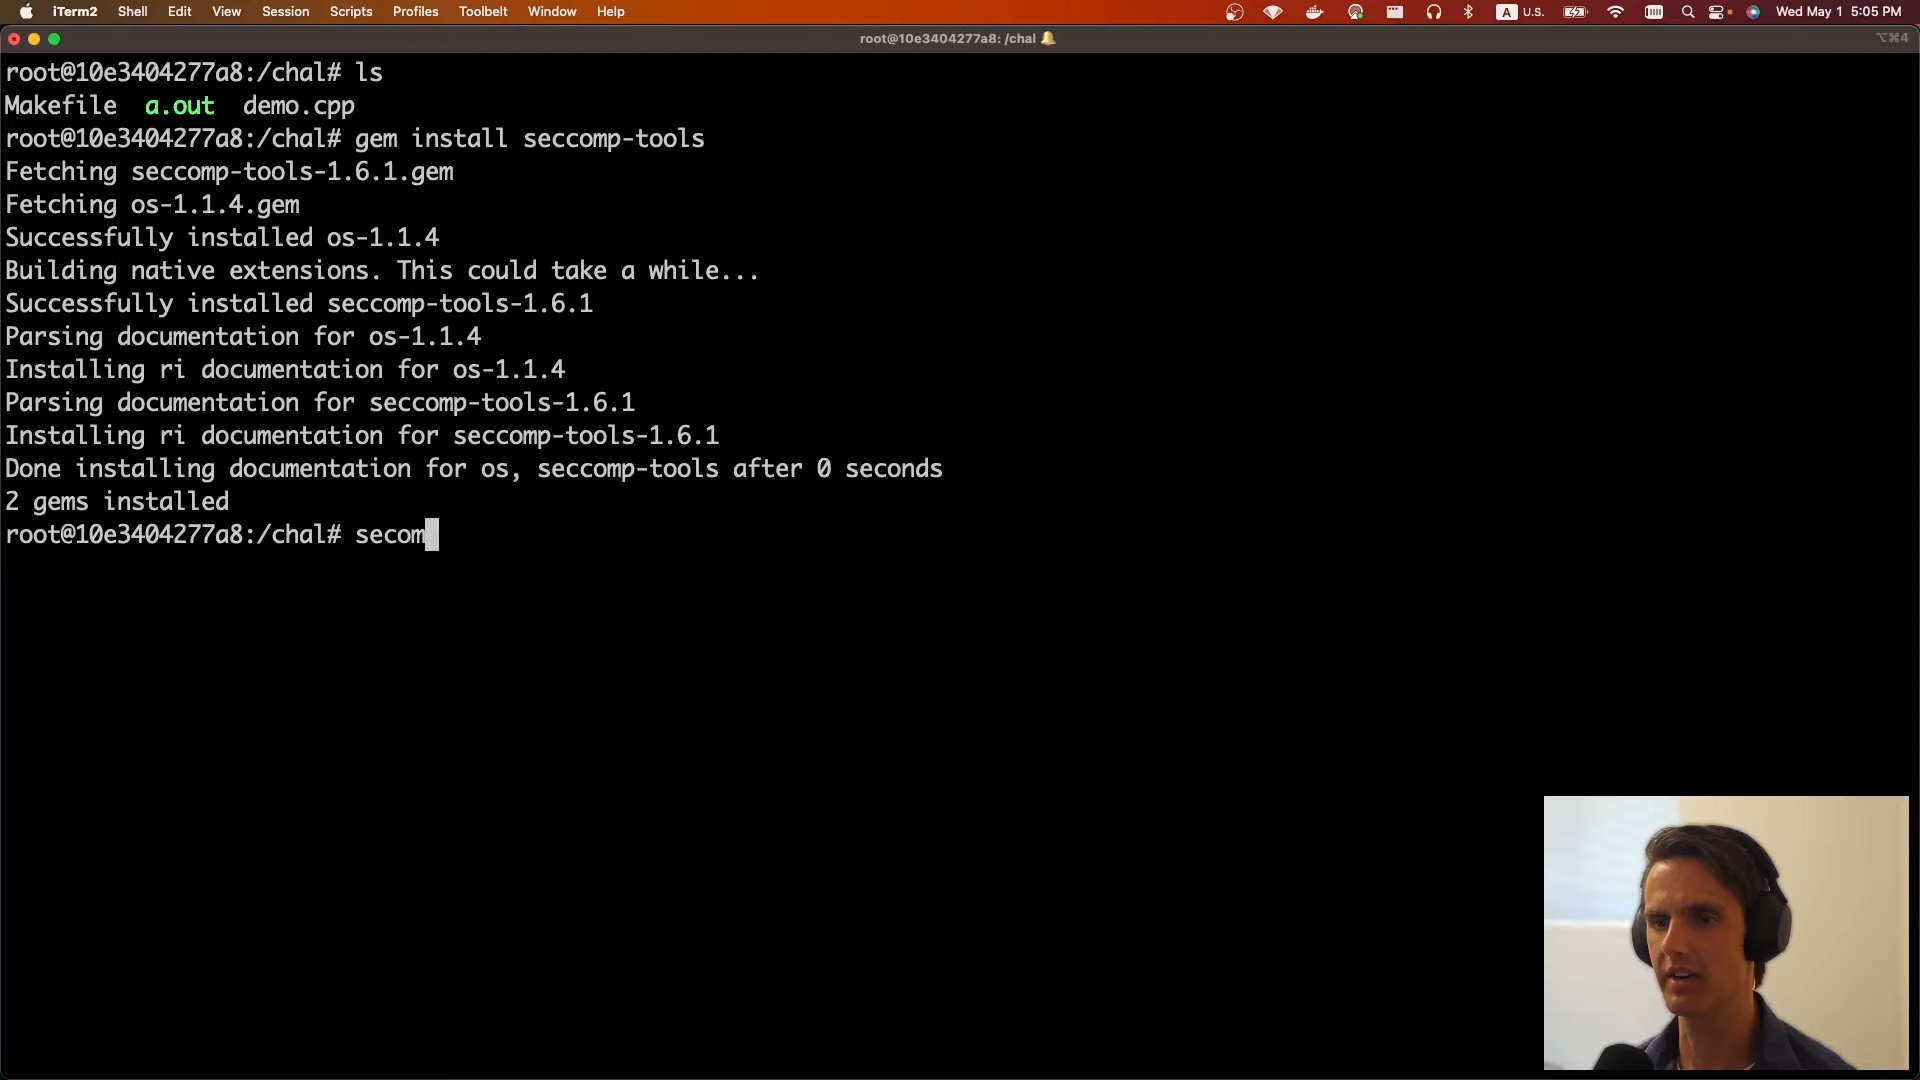 iTerm2 Shell Edit View Session Scripts Profiles Toolbelt Window Help A U.S. Wed May 1 5:05 PM
root@10e3404277a8: /chal ⌥⌘4
root@10e3404277a8:/chal# ls
Makefile a.out demo.cpp
root@10e3404277a8:/chal# gem install seccomp-tools
Fetching seccomp-tools-1.6.1.gem
Fetching os-1.1.4.gem
Successfully installed os-1.1.4
Building native extensions. This could take a while...
Successfully installed seccomp-tools-1.6.1
Parsing documentation for os-1.1.4
Installing ri documentation for os-1.1.4
Parsing documentation for seccomp-tools-1.6.1
Installing ri documentation for seccomp-tools-1.6.1
Done installing documentation for os, seccomp-tools after 0 seconds
2 gems installed
root@10e3404277a8:/chal# secom